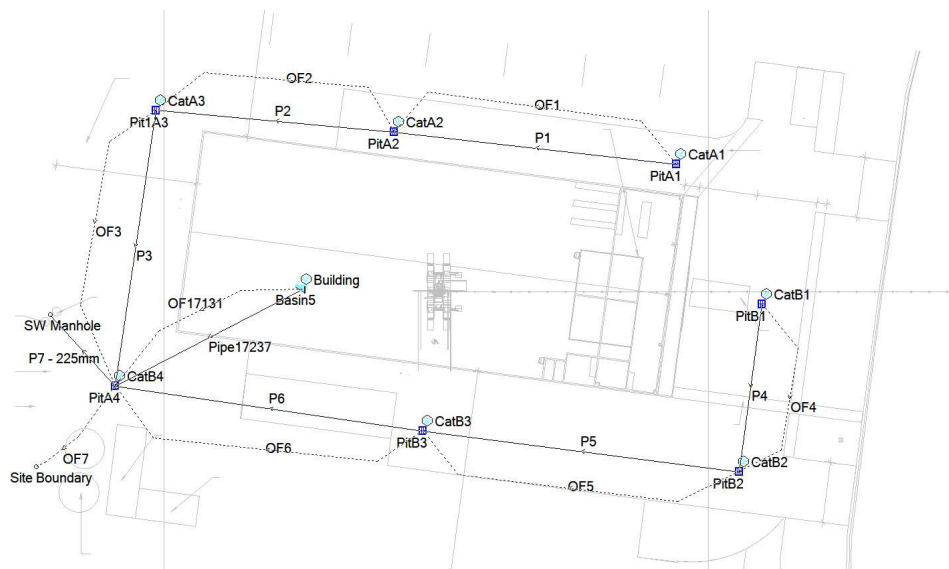 OF2
CatA3
Pit1A3
P2
CatA2
PitA2
OF1
P1
CatA1
PitA1
OF3
P3
Building
Basin5
OF17131
CatB1
PitB1
SW Manhole
Pipe17237
P7 - 225mm
CatB4
PitA4
P6
P4
OF4
CatB3
PitB3
P5
OF6
CatB2
PitB2
OF7
Site Boundary
OF5